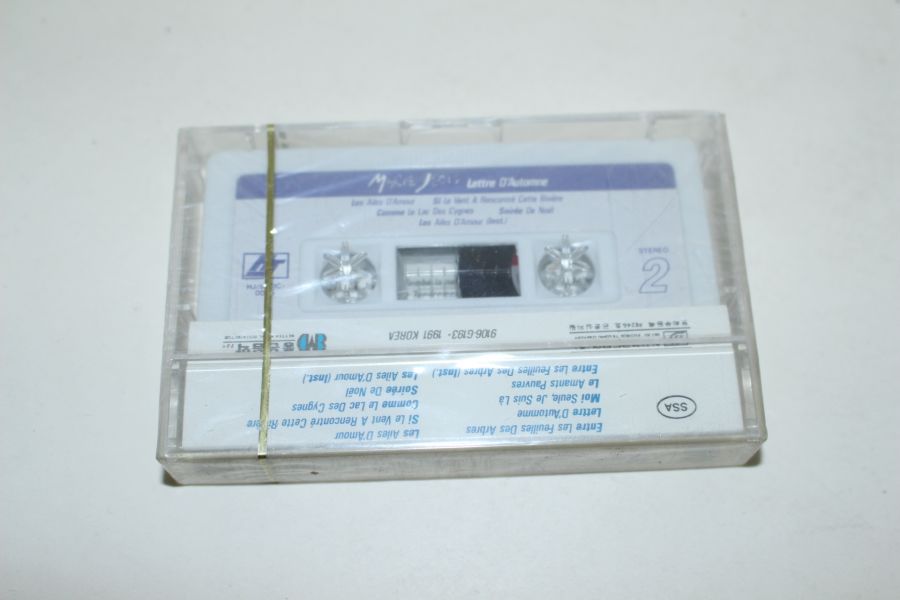 Lettre D'Automne
Les Ailes D'Amour Si Le Vent A Rencontré Cette Rivière
Comme Le Lac Des Cygnes Soirée De Noël
Les Ailes D'Amour (Inst.)
STEREO
2
9106-G193 · 1991 KOREA
SSA
Entre Les Feuilles Des Arbres
Lettre D'Automne
Moi Seule, Je Suis Là
Le Amants Pauvres
Entre Les Feuilles Des Arbres (Inst.)
Les Ailes D'Amour
Si Le Vent A Rencontré Cette Rivière
Comme Le Lac Des Cygnes
Soirée De Noël
Les Ailes D'Amour (Inst.)